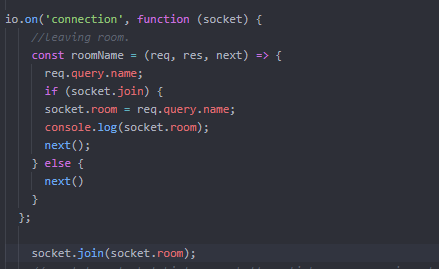 io.on('connection', function (socket) {
//leaving room.
const roomName = (req, res, next) => {
req.query.name;
if (socket.join) {
socket.room = req.query.name;
console.log(socket.room);
next();
} else {
next()
}
};
socket.join(socket.room);